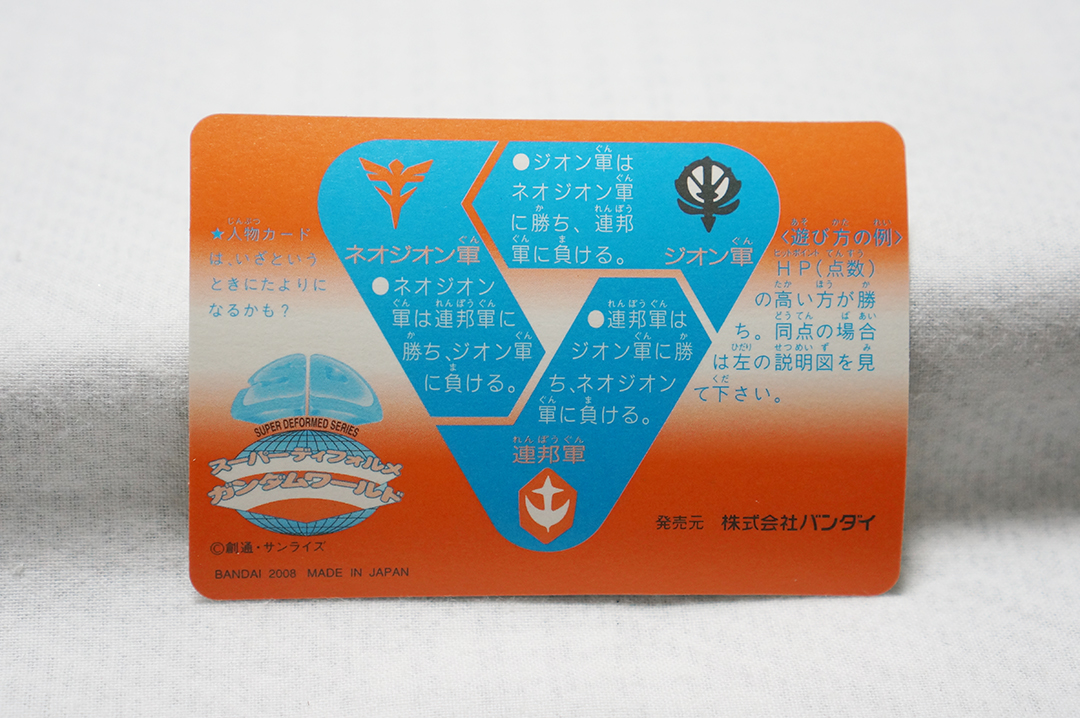 ★人物カード
は、いざという
ときにたよりに
なるかも?
ネオジオン軍
●ネオジオン
軍は連邦軍に
勝ち、ジオン軍
に負ける。
●ジオン軍は
ネオジオン軍
に勝ち、連邦
軍に負ける。
ジオン軍
●連邦軍は
ジオン軍に勝
ち、ネオジオン
軍に負ける。
連邦軍
<遊び方の例>
HP(点数)
の高い方が勝
ち。同点の場合
は左の説明図を見
て下さい。
SUPER DEFORMED SERIES
スーパーディフォルメ
ガンダムワールド
©創通・サンライズ
BANDAI 2008 MADE IN JAPAN
発売元 株式会社バンダイ